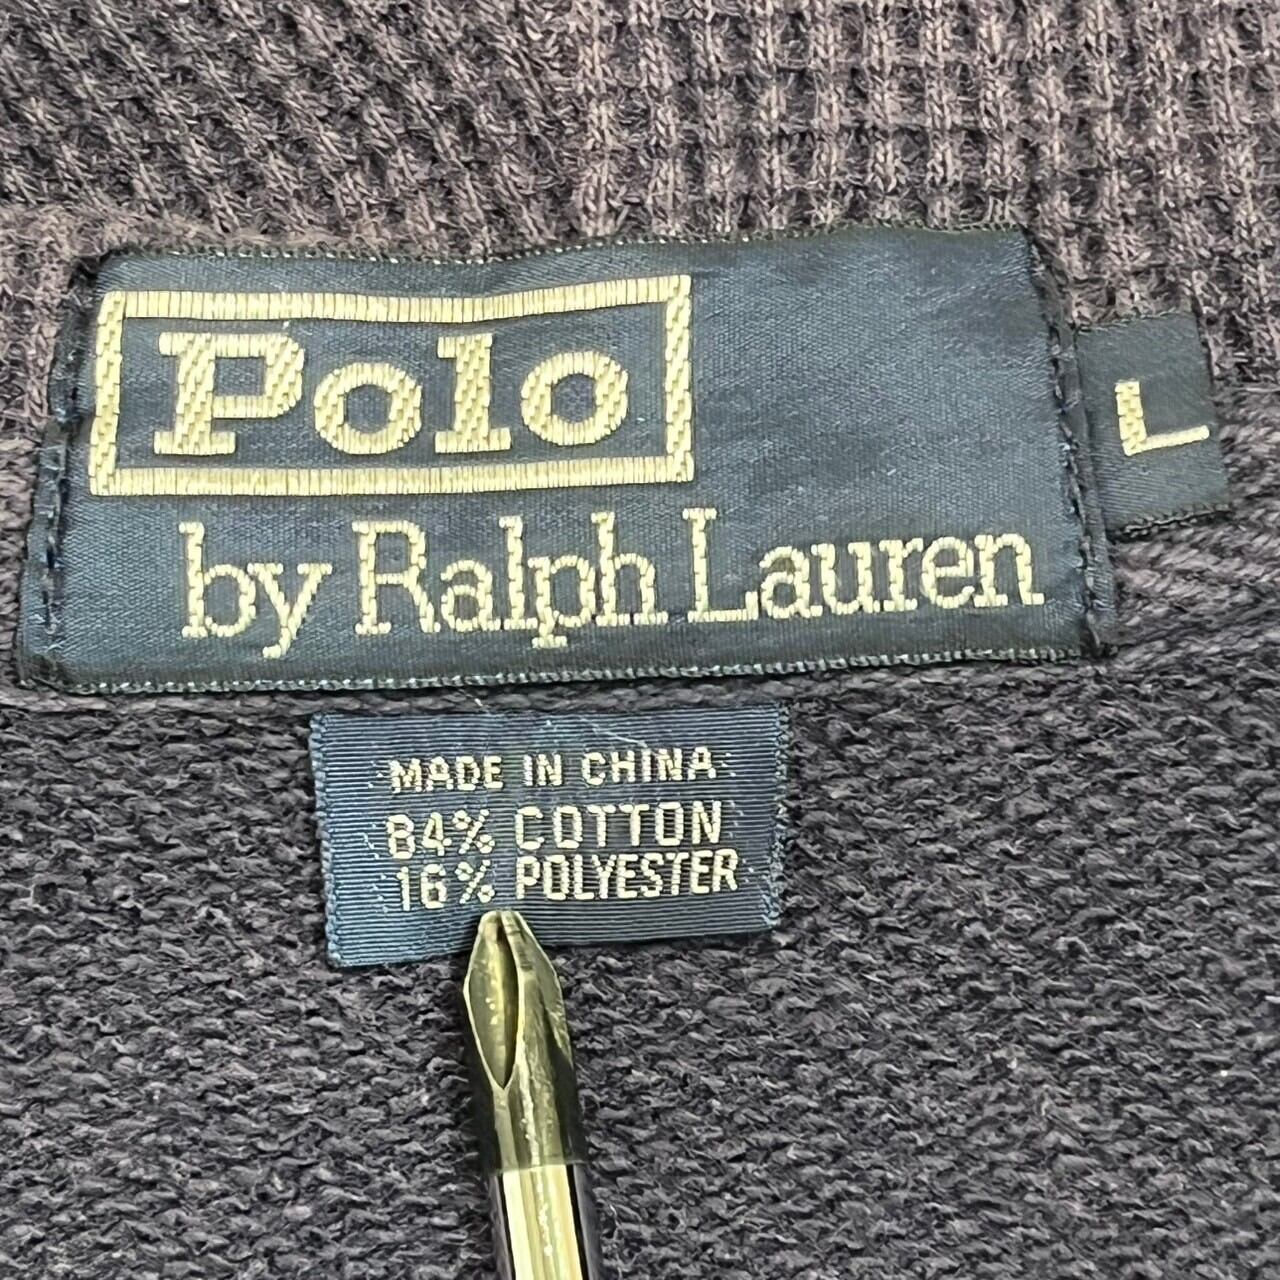 Polo
by Ralph Lauren
L
MADE IN CHINA
84% COTTON
16% POLYESTER